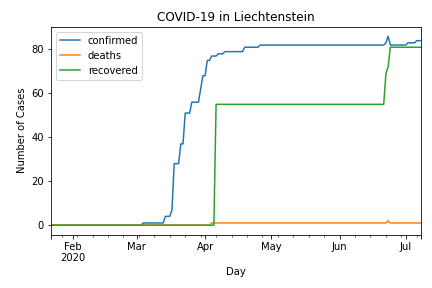 COVID-19 in Liechtenstein
confirmed
deaths
recovered
Number of Cases
80
60
40
20
0
Feb Mar Apr May Jun Jul
2020
Day